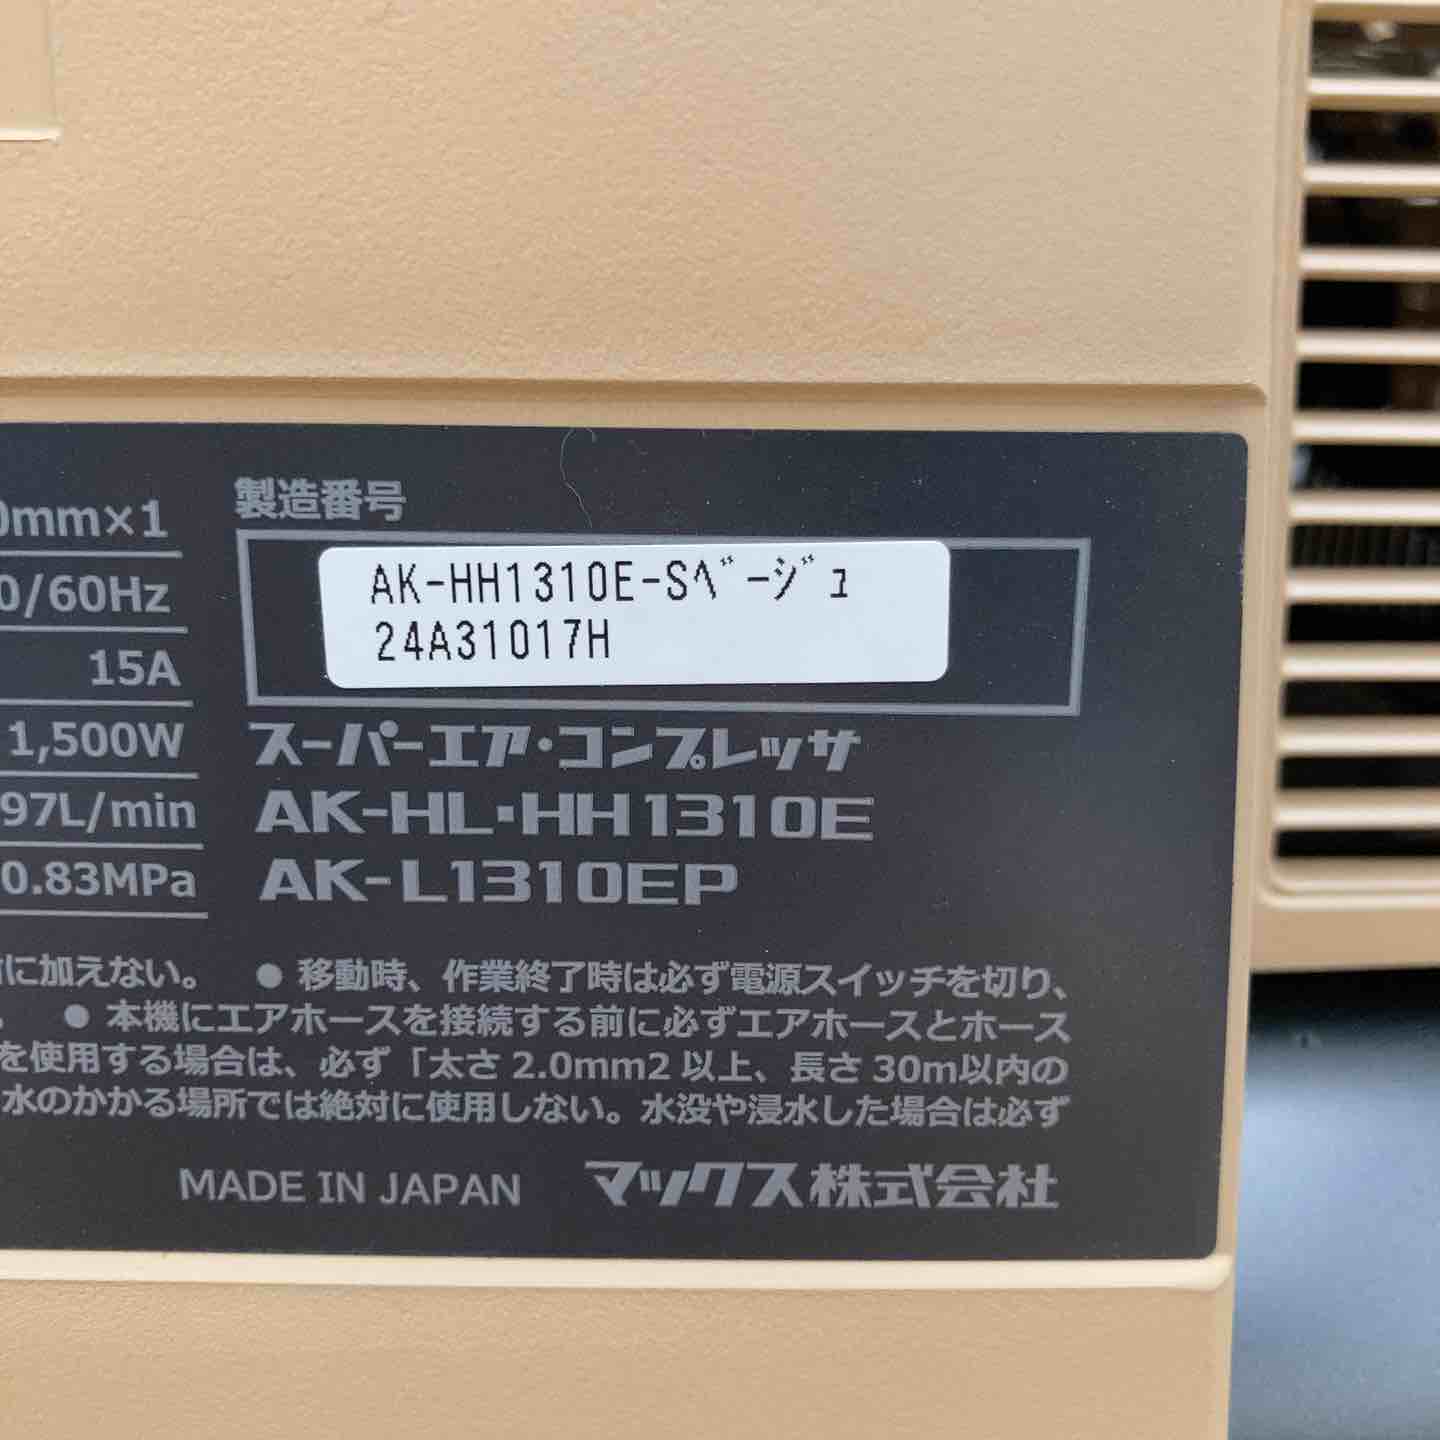 0mm×1
0/60Hz
15A
1,500W
97L/min
0.83MPa
製造番号
AK-HH1310E-Sﾍﾞｰｼﾞｭ
24A31017H
スーパーエア・コンプレッサ
AK-HL・HH1310E
AK-L1310EP
に加えない。 ● 移動時、作業終了時は必ず電源スイッチを切り、
。 ● 本機にエアホースを接続する前に必ずエアホースとホース
を使用する場合は、必ず「太さ 2.0mm2 以上、長さ 30m以内の
水のかかる場所では絶対に使用しない。水没や浸水した場合は必ず
MADE IN JAPAN マックス株式会社